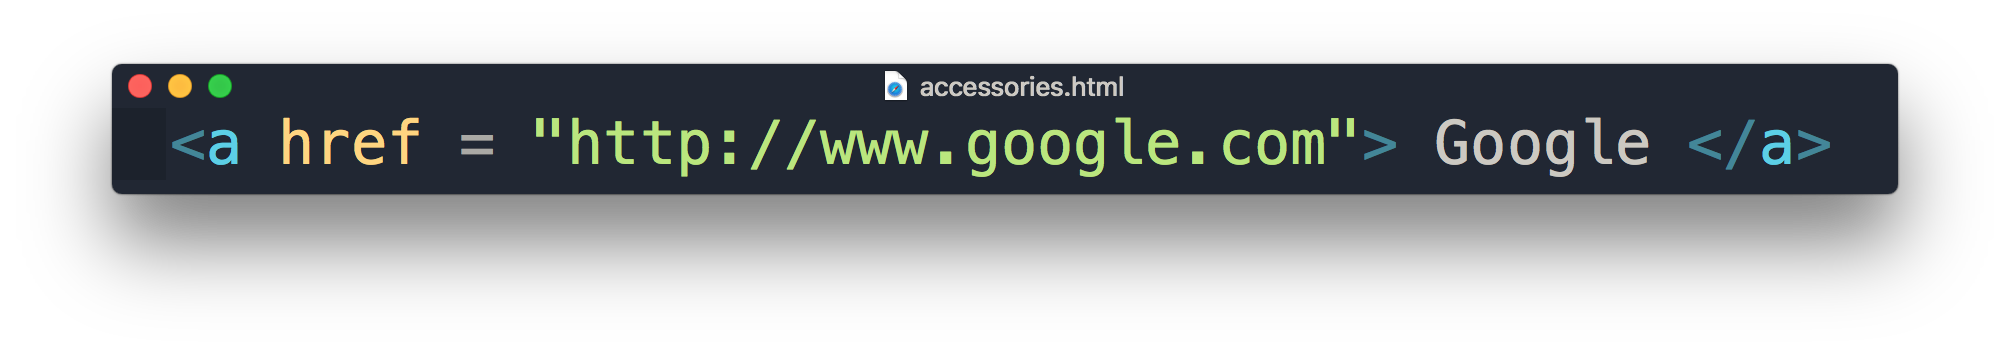 accessories.html
<a href = "http://www.google.com"> Google </a>